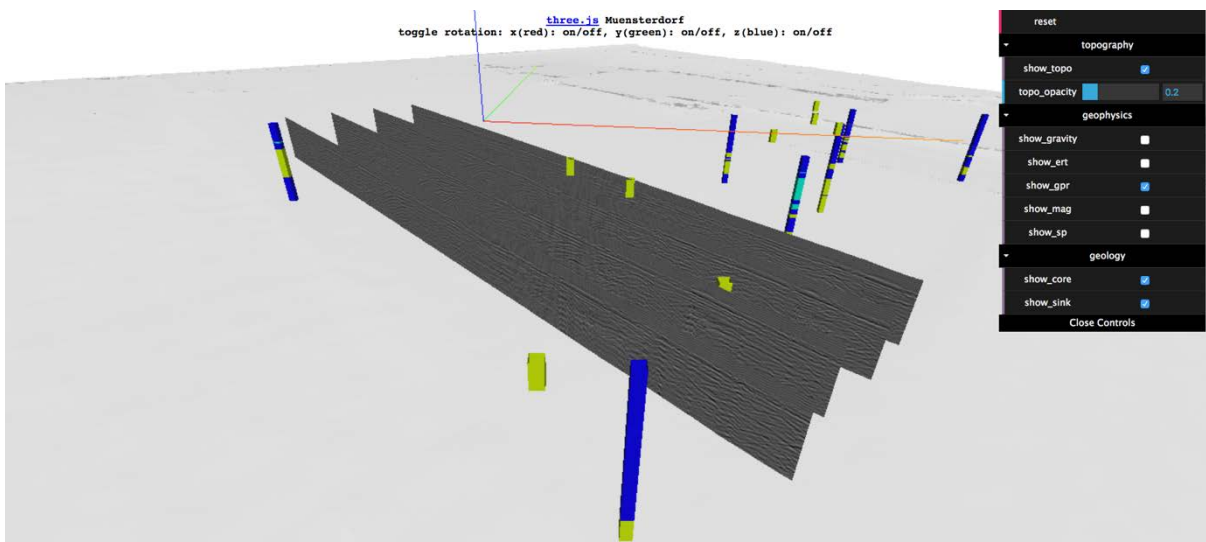 three.js Muensterdorf
toggle rotation: x(red): on/off, y(green): on/off, z(blue): on/off
reset
topography
show_topo
topo_opacity 0.2
geophysics
show_gravity
show_ert
show_gpr
show_mag
show_sp
geology
show_core
show_sink
Close Controls